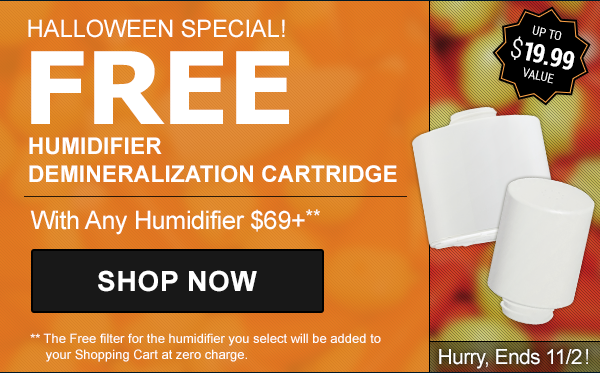 HALLOWEEN SPECIAL!
FREE
HUMIDIFIER
DEMINERALIZATION CARTRIDGE
With Any Humidifier $69+**
SHOP NOW
** The Free filter for the humidifier you select will be added to
your Shopping Cart at zero charge.
UP TO
$19.99
VALUE
Hurry, Ends 11/2!